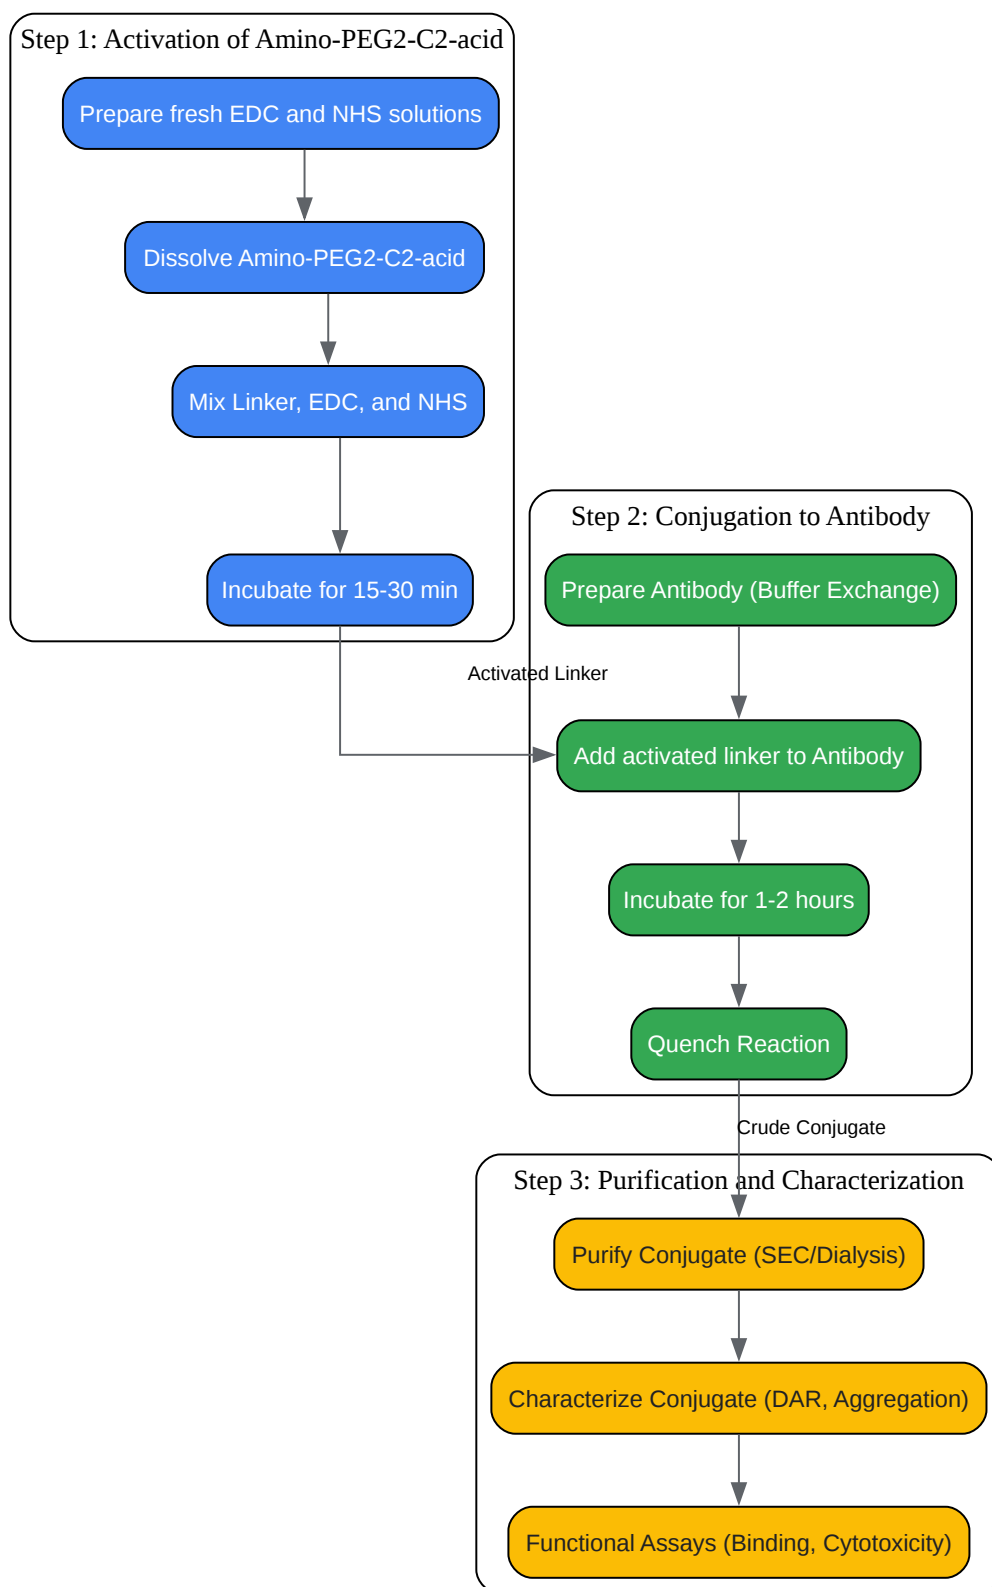 Step 1: Activation of Amino-PEG2-C2-acid
Prepare fresh EDC and NHS solutions
Dissolve Amino-PEG2-C2-acid
Mix Linker, EDC, and NHS
Incubate for 15-30 min
Activated Linker
Step 2: Conjugation to Antibody
Prepare Antibody (Buffer Exchange)
Add activated linker to Antibody
Incubate for 1-2 hours
Quench Reaction
Crude Conjugate
Step 3: Purification and Characterization
Purify Conjugate (SEC/Dialysis)
Characterize Conjugate (DAR, Aggregation)
Functional Assays (Binding, Cytotoxicity)